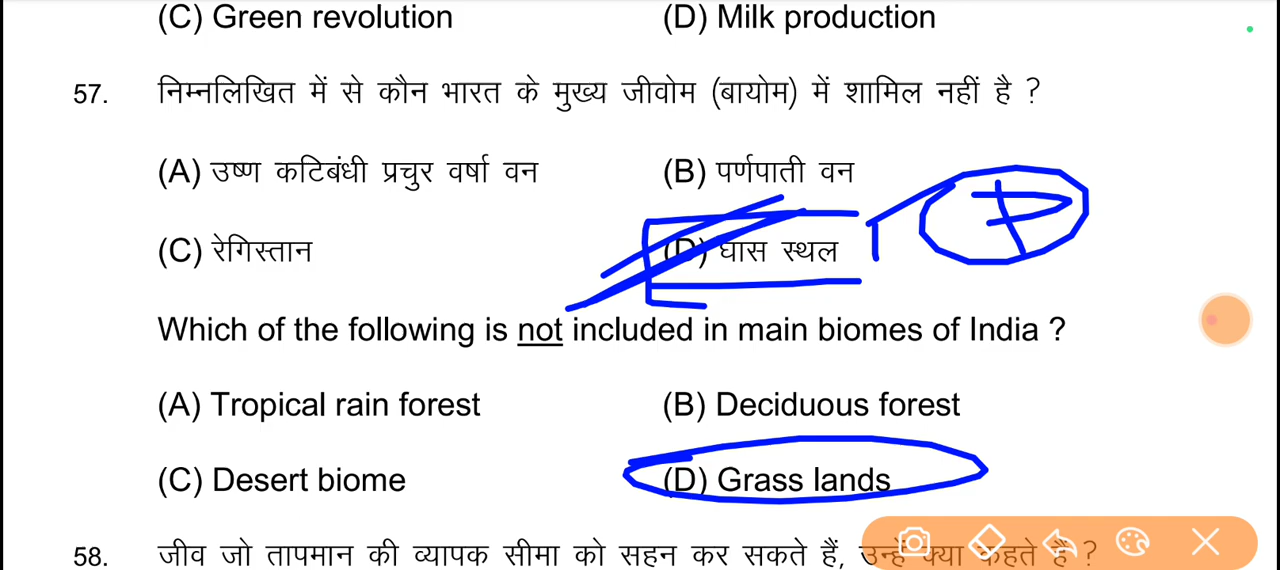 (C) Green revolution (D) Milk production
57. निम्नलिखित में से कौन भारत के मुख्य जीवोम (बायोम) में शामिल नहीं है ?
(A) उष्ण कटिबंधी प्रचुर वर्षा वन (B) पर्णपाती वन
(C) रेगिस्तान (D) घास स्थल
Which of the following is not included in main biomes of India ?
(A) Tropical rain forest (B) Deciduous forest
(C) Desert biome (D) Grass lands
58. जीव जो तापमान की व्यापक सीमा को सहन कर सकते हैं, उन्हें क्या कहते हैं ?